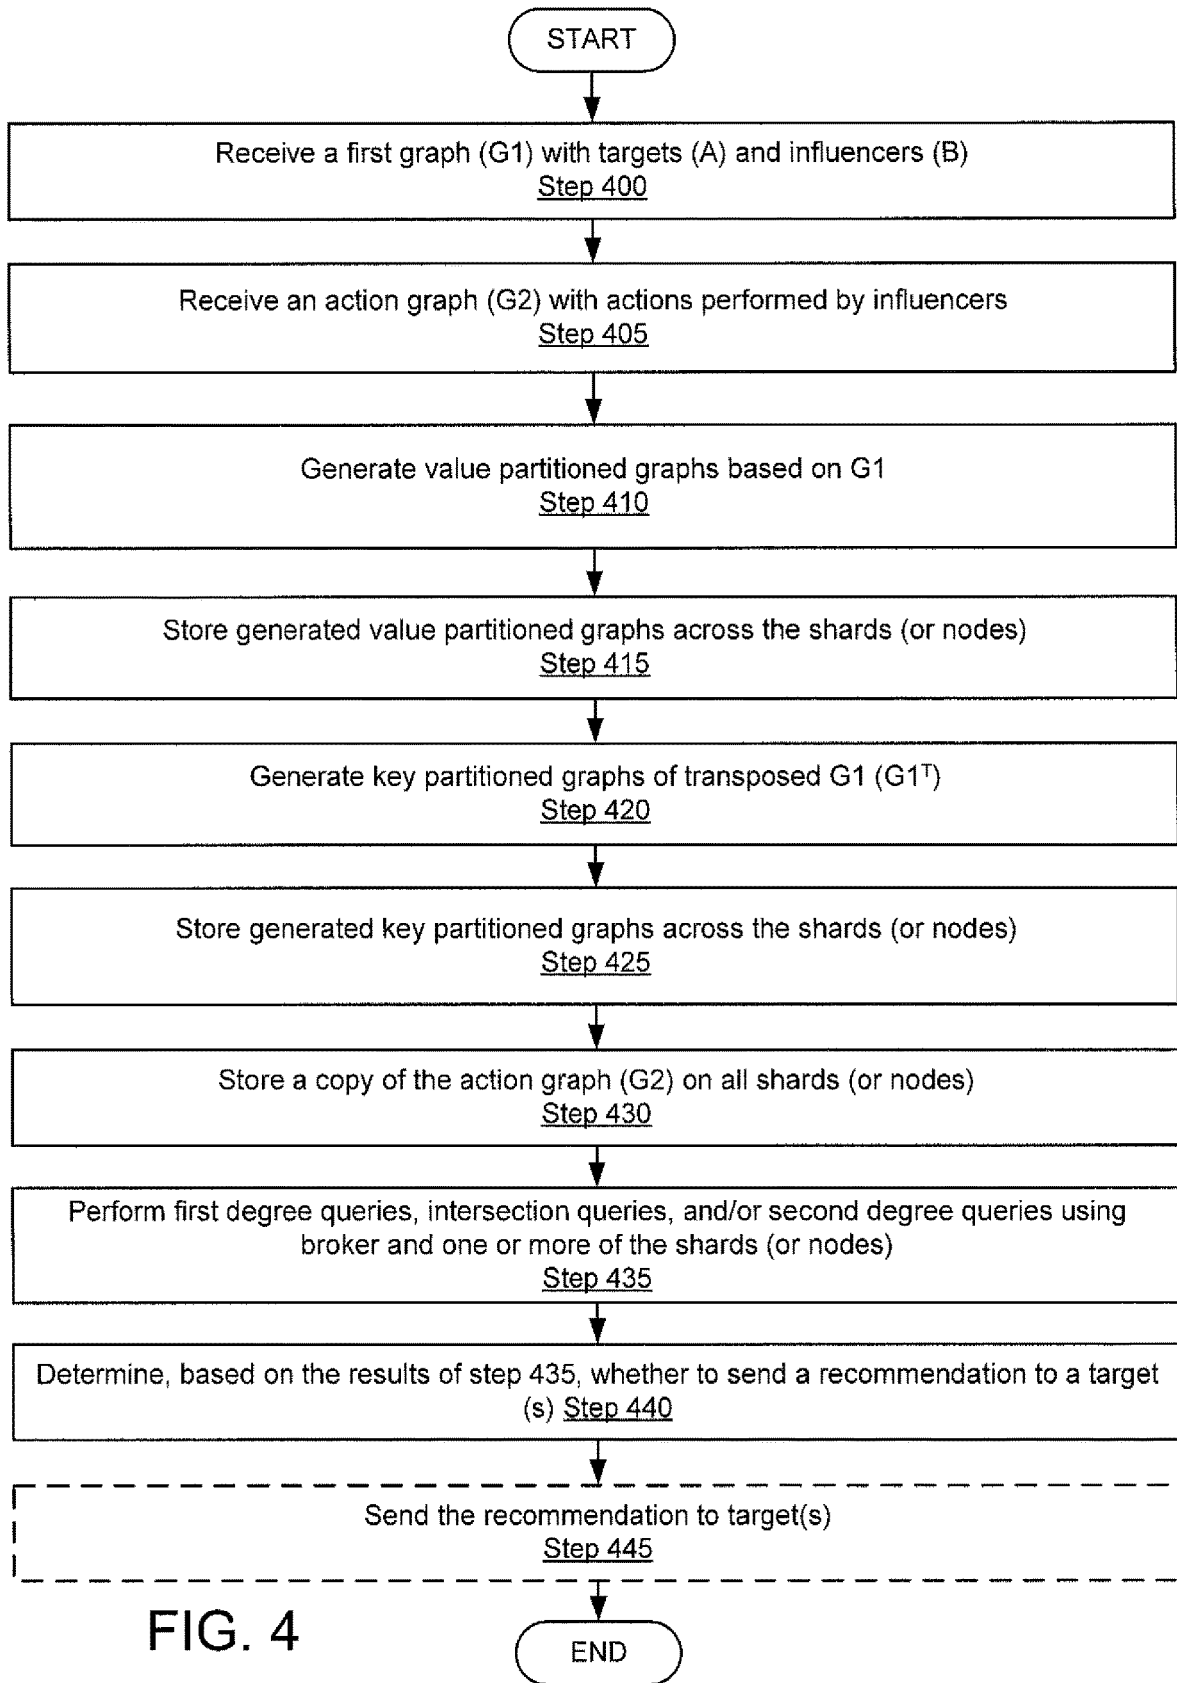 START
Receive a first graph (G1) with targets (A) and influencers (B)
Step 400
Receive an action graph (G2) with actions performed by influencers
Step 405
Generate value partitioned graphs based on G1
Step 410
Store generated value partitioned graphs across the shards (or nodes)
Step 415
Generate key partitioned graphs of transposed G1 (G1ᵀ)
Step 420
Store generated key partitioned graphs across the shards (or nodes)
Step 425
Store a copy of the action graph (G2) on all shards (or nodes)
Step 430
Perform first degree queries, intersection queries, and/or second degree queries using
broker and one or more of the shards (or nodes)
Step 435
Determine, based on the results of step 435, whether to send a recommendation to a target
(s) Step 440
Send the recommendation to target(s)
Step 445
FIG. 4
END